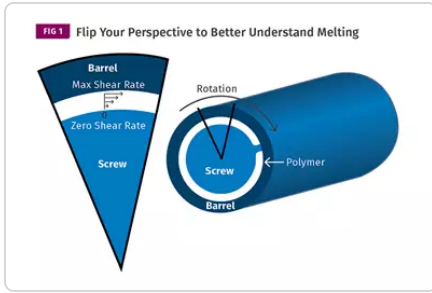 FIG 1 Flip Your Perspective to Better Understand Melting
Barrel
Max Shear Rate
0
Zero Shear Rate
Screw
Rotation
Screw
Polymer
Barrel